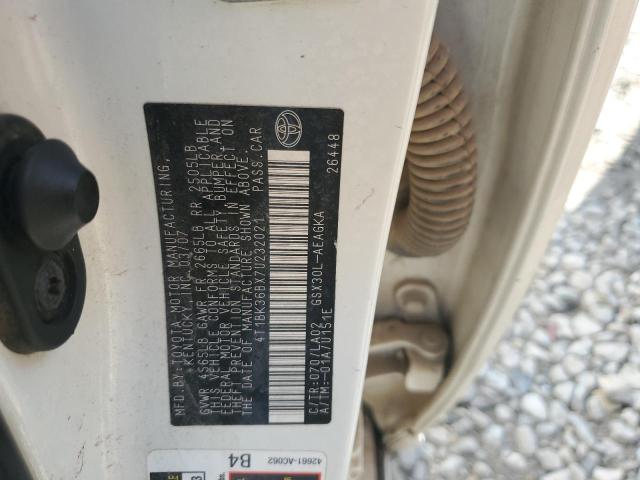 MFD. BY:TOYOTA MOTOR MANUFACTURING,
KENTUCKY, INC. 03/07
GVWR 4565LB GAWR FR 2665LB RR 2505LB
THIS VEHICLE CONFORMS TO ALL APPLICABLE
FEDERAL MOTOR VEHICLE SAFETY, BUMPER AND
THEFT PREVENTION STANDARDS IN EFFECT ON
THE DATE OF MANUFACTURE SHOWN ABOVE.
4T1BK36BX7U232021 PASS.CAR
C/TR:070/LA02 GSX30L-AEAGKA
A/TM:-01A/U151E 26448
42661-AC062
B4